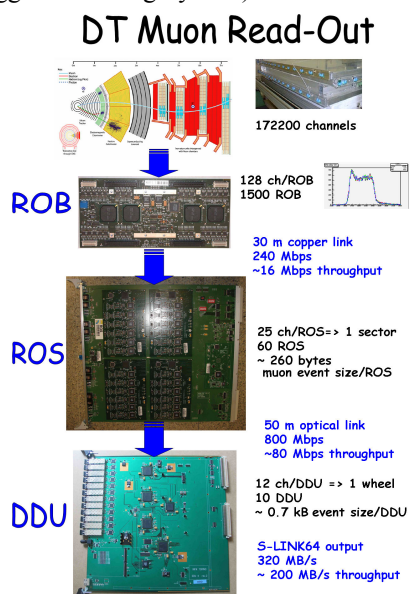 DT Muon Read-Out
172200 channels
ROB
128 ch/ROB
1500 ROB
30 m copper link
240 Mbps
~16 Mbps throughput
ROS
25 ch/ROS=> 1 sector
60 ROS
~ 260 bytes
muon event size/ROS
50 m optical link
800 Mbps
~80 Mbps throughput
DDU
12 ch/DDU => 1 wheel
10 DDU
~ 0.7 kB event size/DDU
S-LINK64 output
320 MB/s
~ 200 MB/s throughput